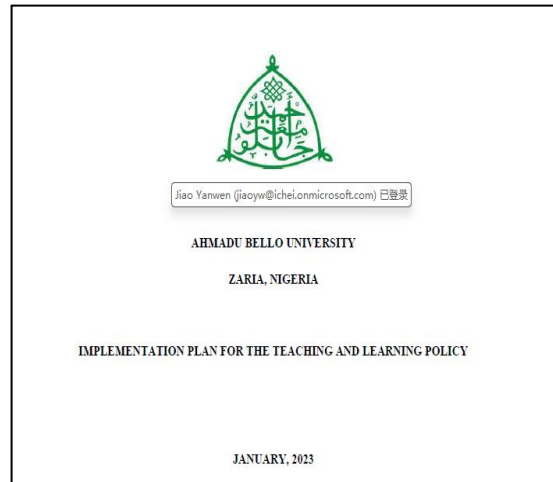 Jiao Yanwen (jiaoyw@ichei.onmicrosoft.com) 已登录
AHMADU BELLO UNIVERSITY
ZARIA, NIGERIA
IMPLEMENTATION PLAN FOR THE TEACHING AND LEARNING POLICY
JANUARY, 2023